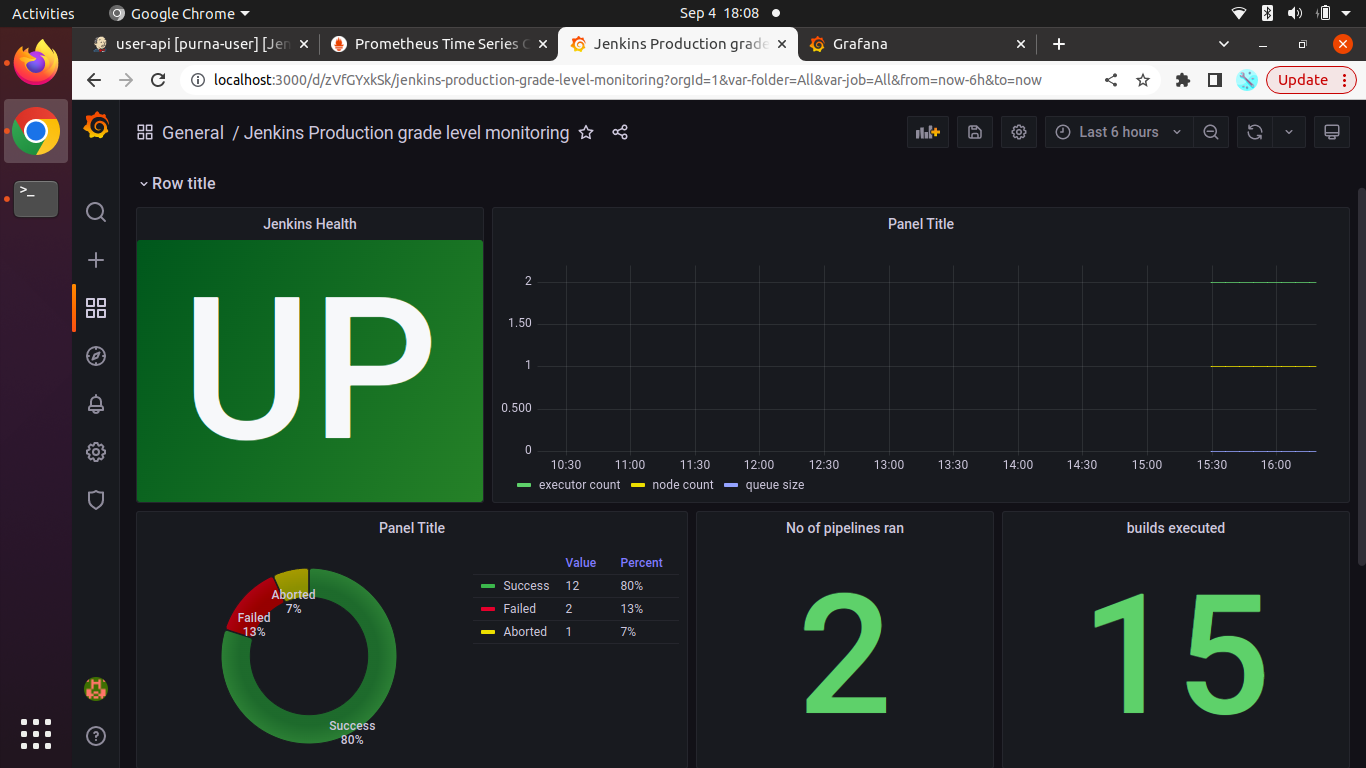 Activities
Google Chrome
Sep 4 18:08
user-api [purna-user] [Jen
Prometheus Time Series C
Jenkins Production grade
Grafana
localhost:3000/d/zVfGYxkSk/jenkins-production-grade-level-monitoring?orgId=1&var-folder=All&var-job=All&from=now-6h&to=now
Update
General / Jenkins Production grade level monitoring
Last 6 hours
Row title
Jenkins Health
UP
Panel Title
2
1.50
1
0.500
0
10:30 11:00 11:30 12:00 12:30 13:00 13:30 14:00 14:30 15:00 15:30 16:00
executor count node count queue size
Panel Title
Aborted
7%
Failed
13%
Success
80%
Value Percent
Success 12 80%
Failed 2 13%
Aborted 1 7%
No of pipelines ran
2
builds executed
15